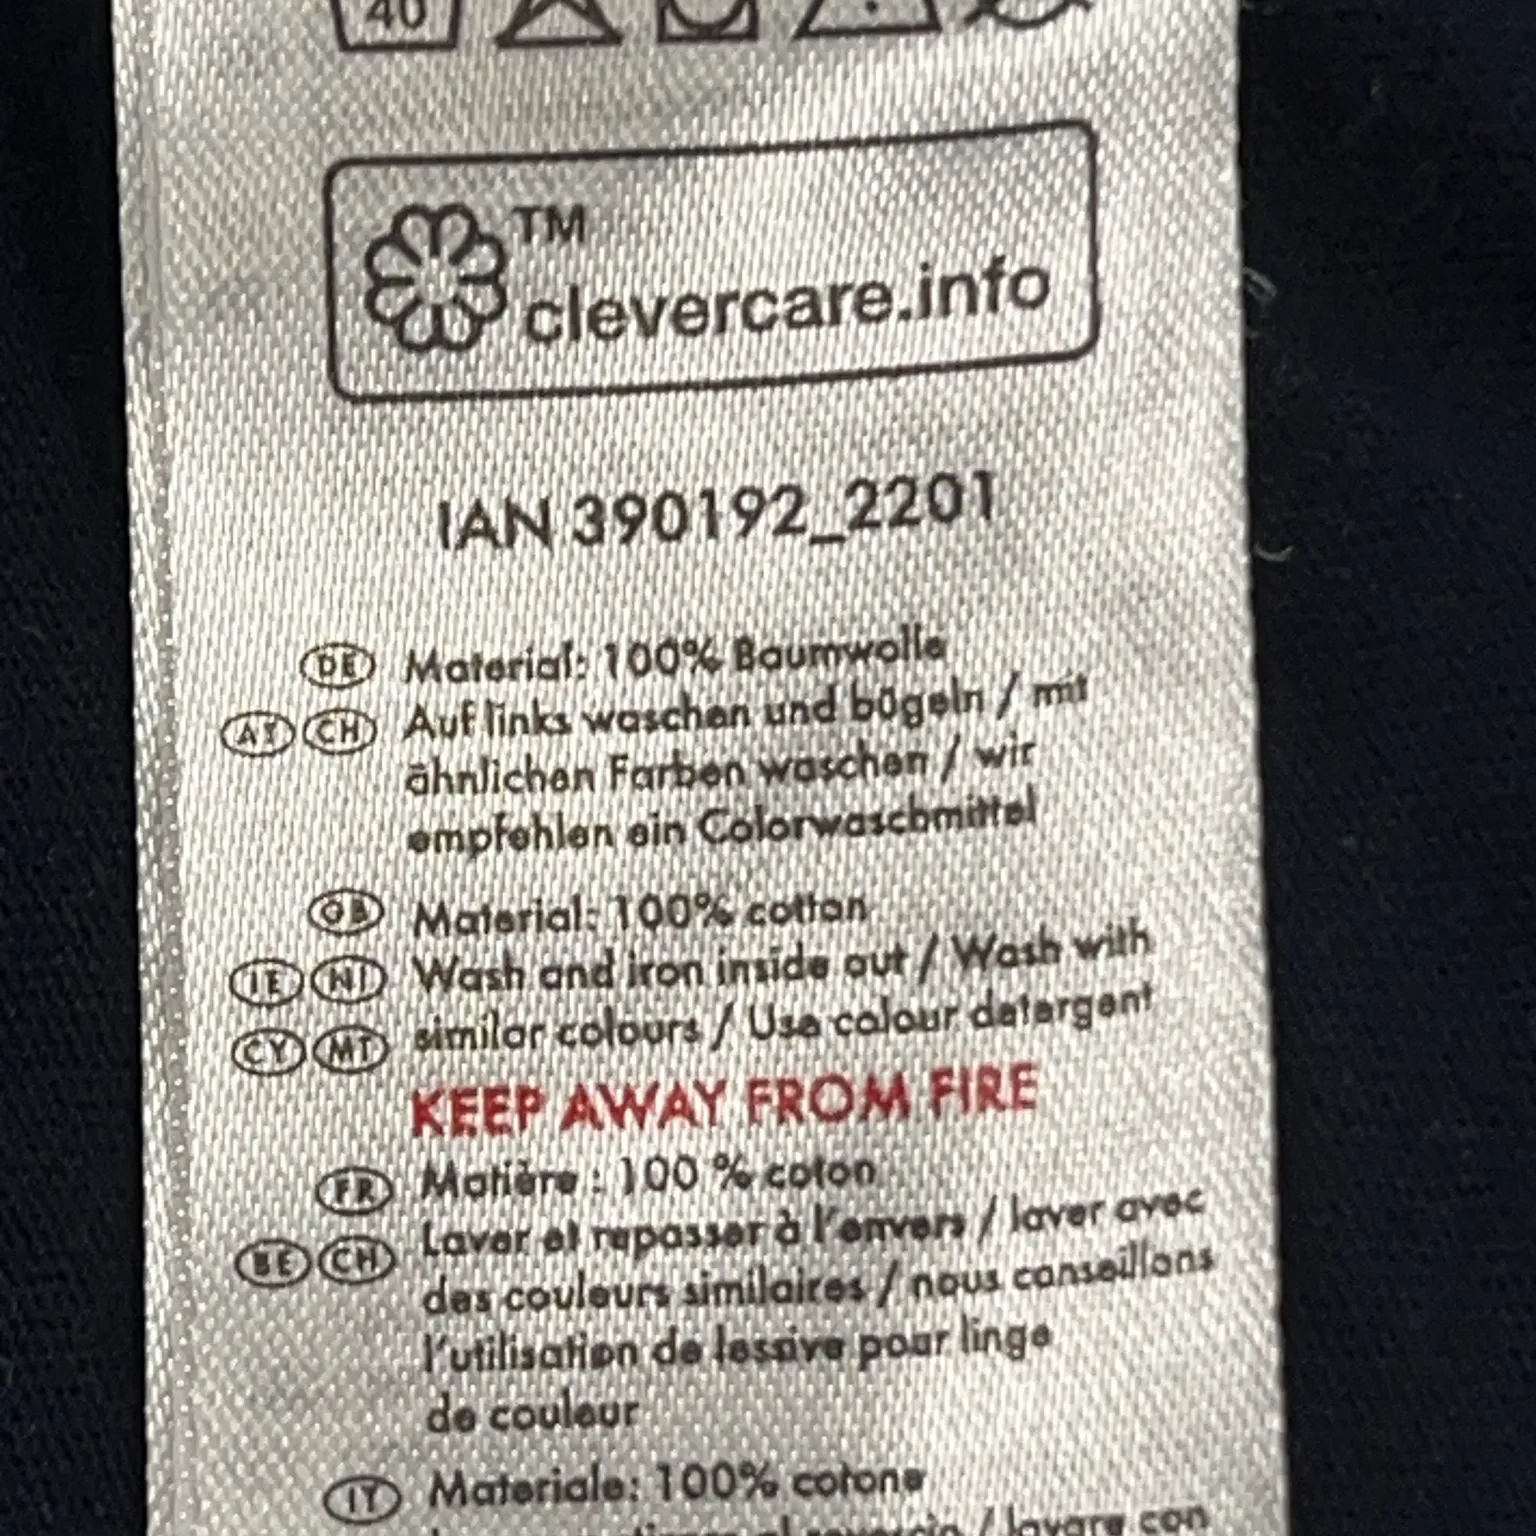 40
TM
clevercare.info
IAN 390192_2201
DE Material: 100% Baumwolle
AT CH Auf links waschen und bügeln / mit
ähnlichen Farben waschen / wir
empfehlen ein Colorwaschmittel
GB Material: 100% cotton
IE NI Wash and iron inside out / Wash with
CY MT similar colours / Use colour detergent
KEEP AWAY FROM FIRE
FR Matière : 100 % coton
BE CH Laver et repasser à l'envers / laver avec
des couleurs similaires / nous conseillons
l'utilisation de lessive pour linge
de couleur
IT Materiale: 100% cotone
/ lavare con